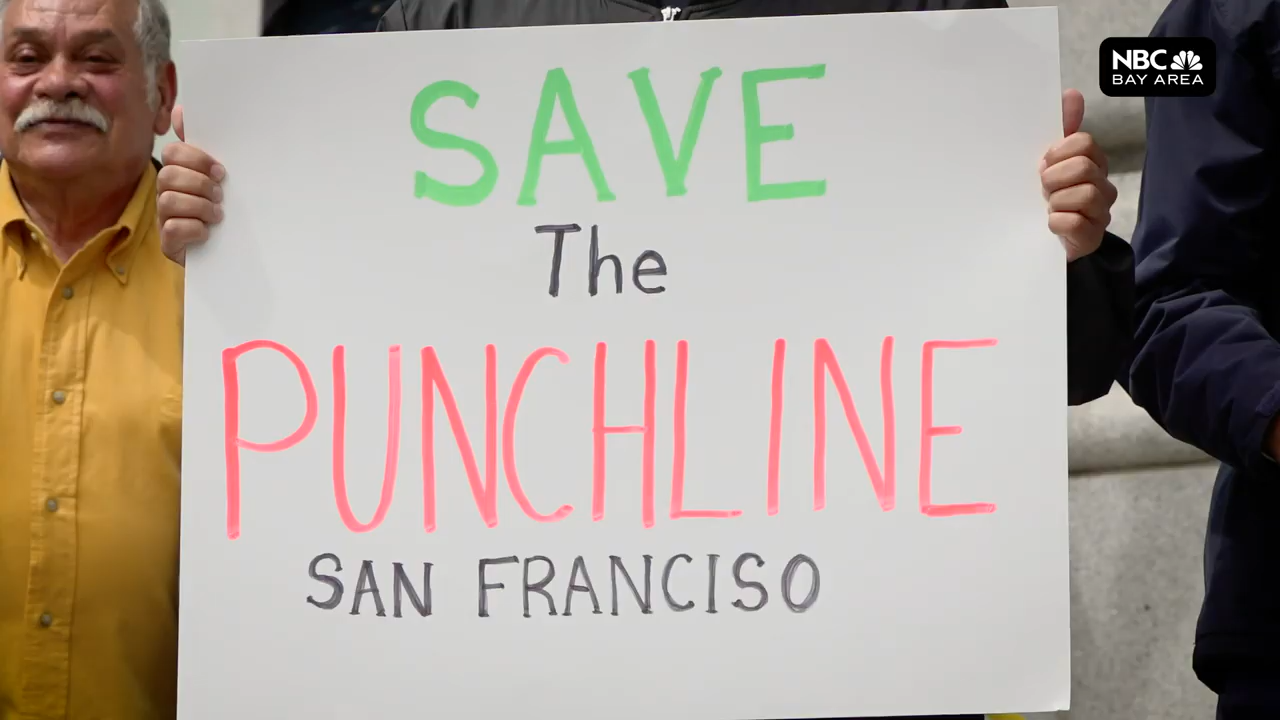 NBC
BAY AREA
SAVE
The
PUNCHLINE
SAN FRANCISO